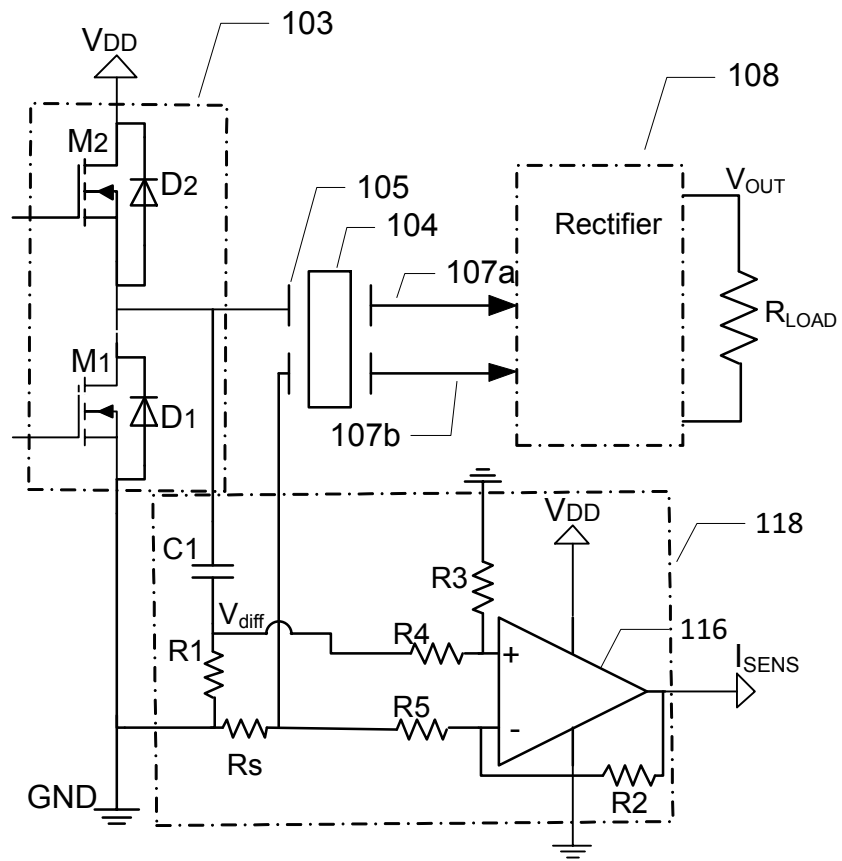 103
VDD
108
M2
D2
105
104
VOUT
Rectifier
107a
RLOAD
M1
D1
107b
VDD
118
C1
R3
Vdiff
R4
116
R1
+
ISENS
R5
-
Rs
R2
GND